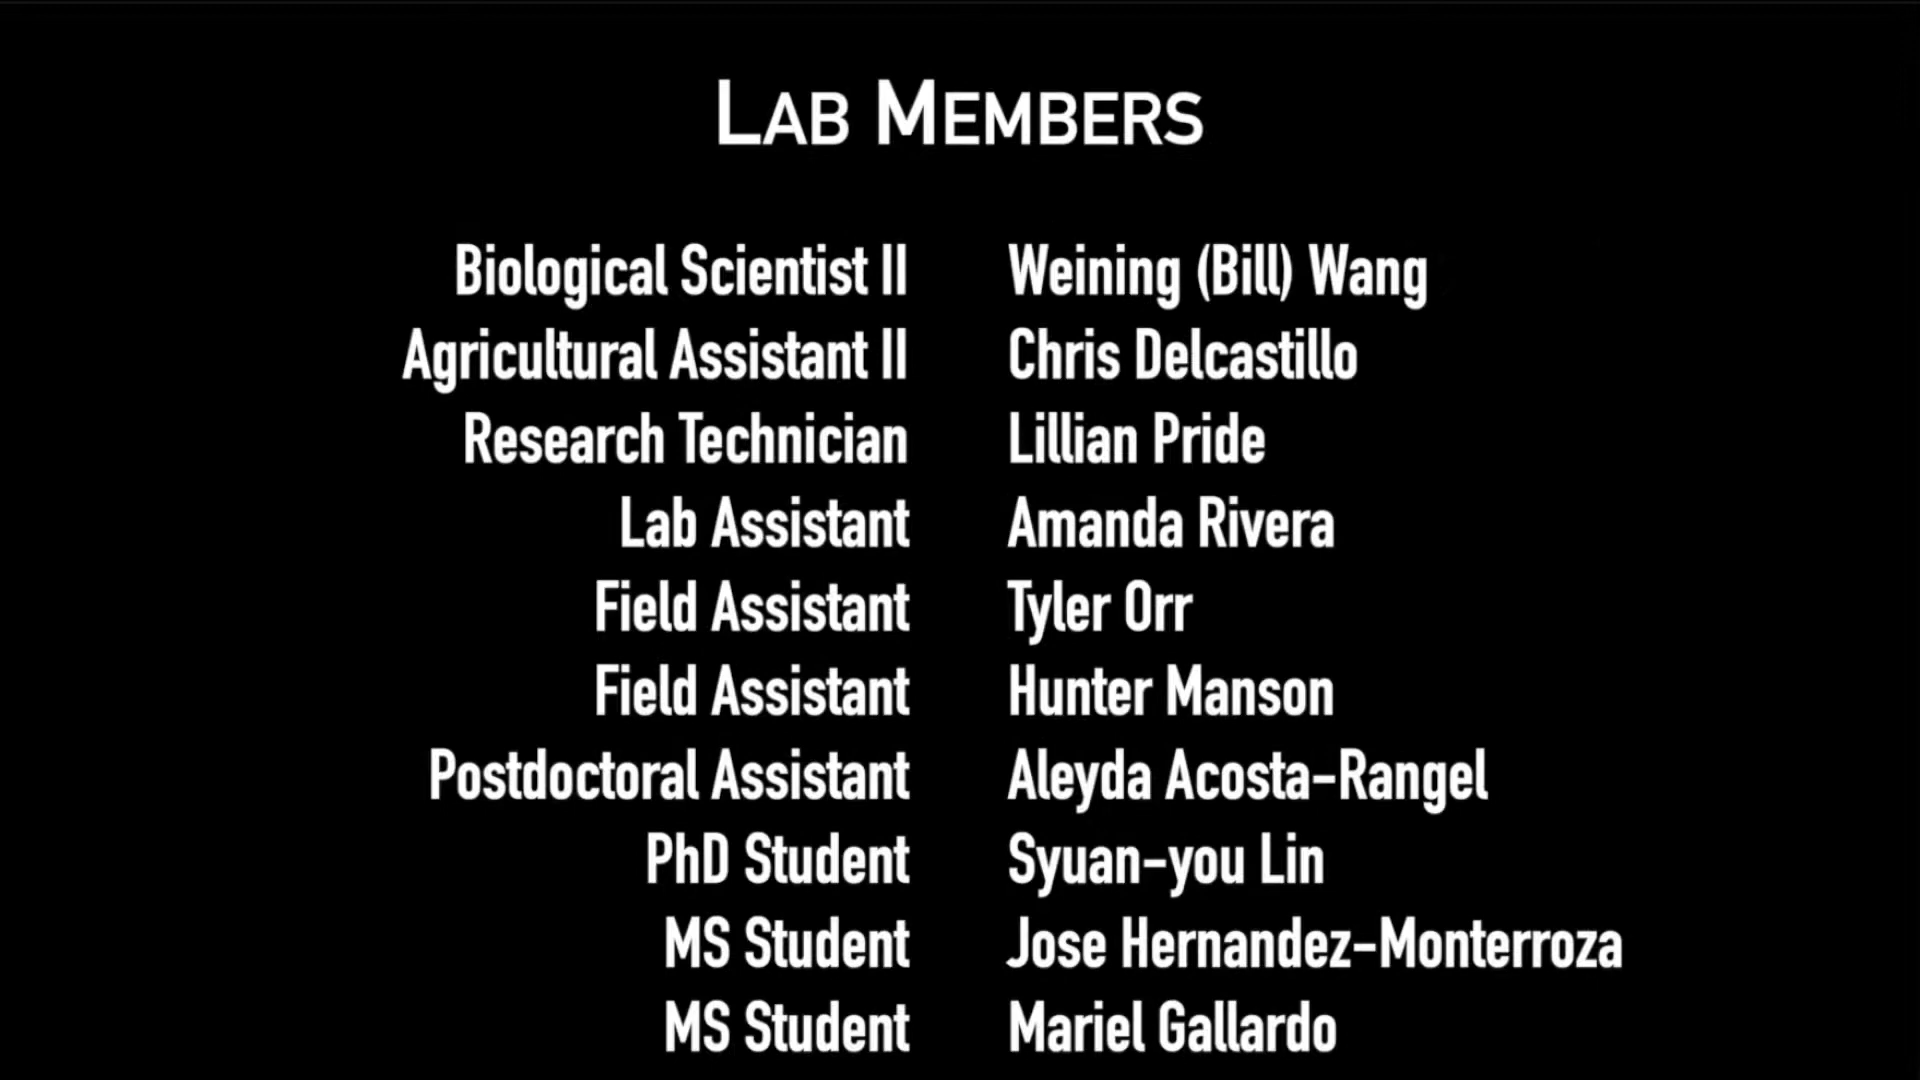 LAB MEMBERS
Biological Scientist II Weining (Bill) Wang
Agricultural Assistant II Chris Delcastillo
Research Technician Lillian Pride
Lab Assistant Amanda Rivera
Field Assistant Tyler Orr
Field Assistant Hunter Manson
Postdoctoral Assistant Aleyda Acosta-Rangel
PhD Student Syuan-you Lin
MS Student Jose Hernandez-Monterroza
MS Student Mariel Gallardo